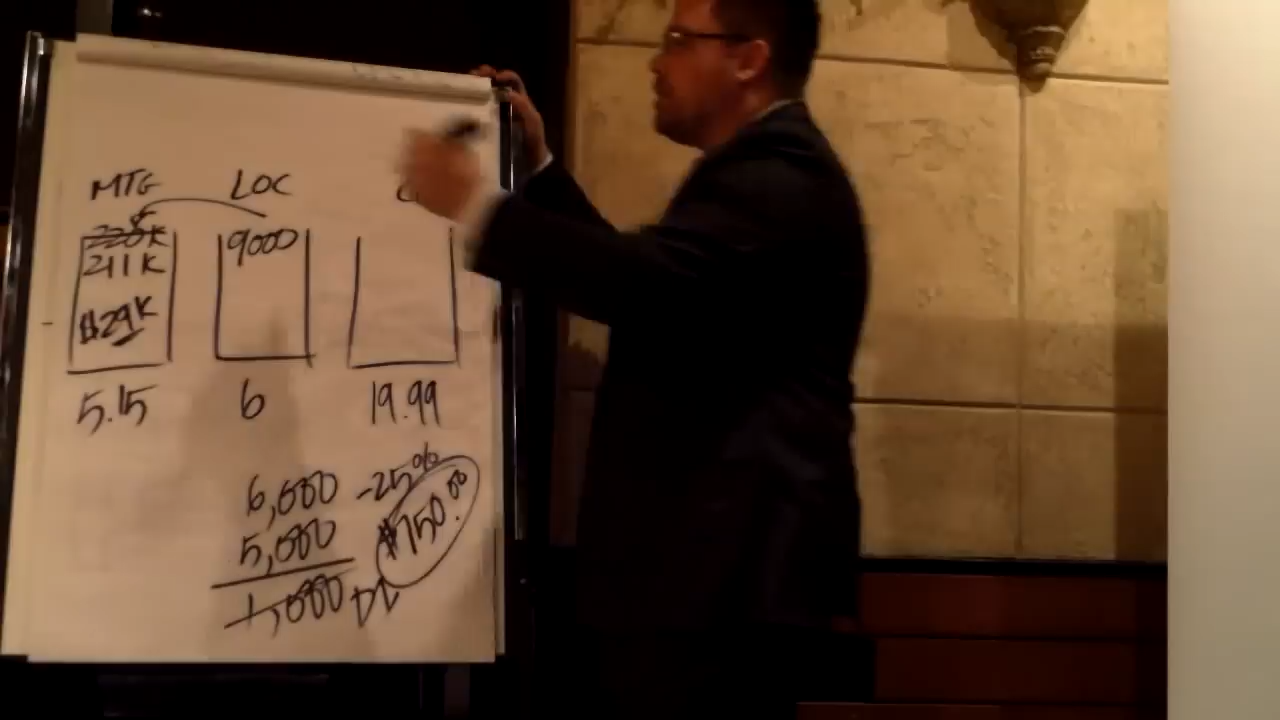 MTG LOC
220K 9000
211K
$29K
5.15 6 19.99
6,000 -25%
5,000 $750.00
1,000